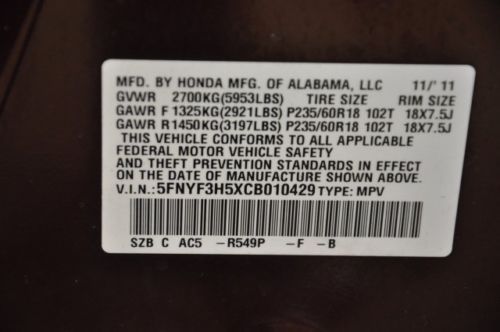 MFD. BY HONDA MFG. OF ALABAMA, LLC 11/'11
GVWR 2700KG(5953LBS) TIRE SIZE RIM SIZE
GAWR F 1325KG(2921LBS) P235/60R18 102T 18X7.5J
GAWR R1450KG(3197LBS) P235/60R18 102T 18X7.5J
THIS VEHICLE CONFORMS TO ALL APPLICABLE
FEDERAL MOTOR VEHICLE SAFETY
AND THEFT PREVENTION STANDARDS IN EFFECT
ON THE DATE OF MANUFACTURE SHOWN ABOVE.
V.I.N.: 5FNYF3H5XCB010429 TYPE: MPV
SZB C AC5 –R549P –F –B